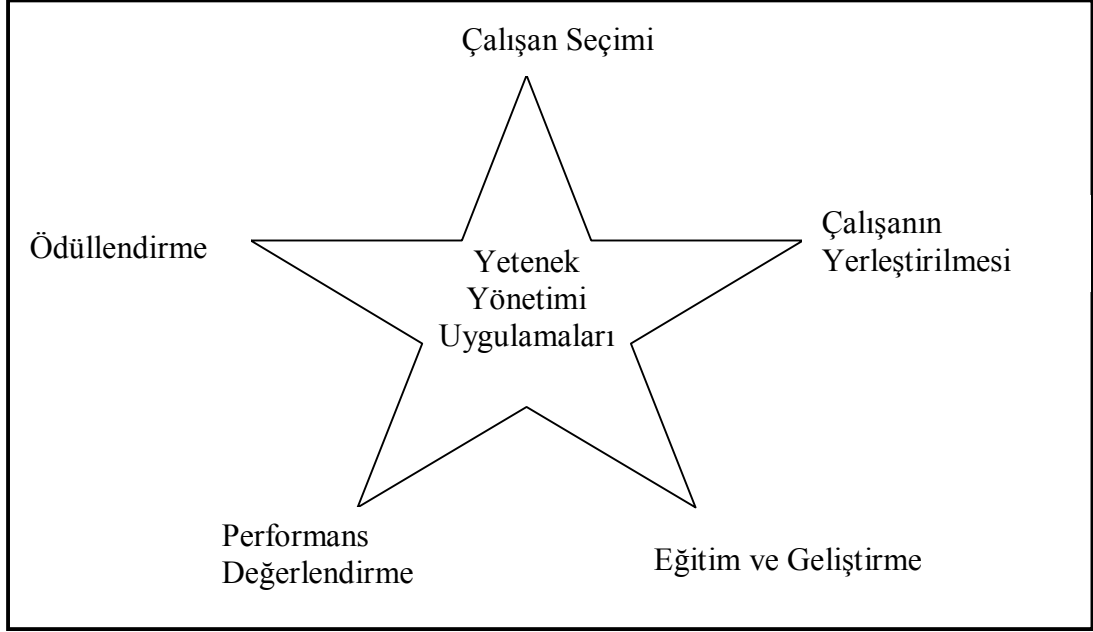 Çalışan Seçimi
Ödüllendirme
Çalışanın
Yerleştirilmesi
Yetenek
Yönetimi
Uygulamaları
Performans
Değerlendirme
Eğitim ve Geliştirme